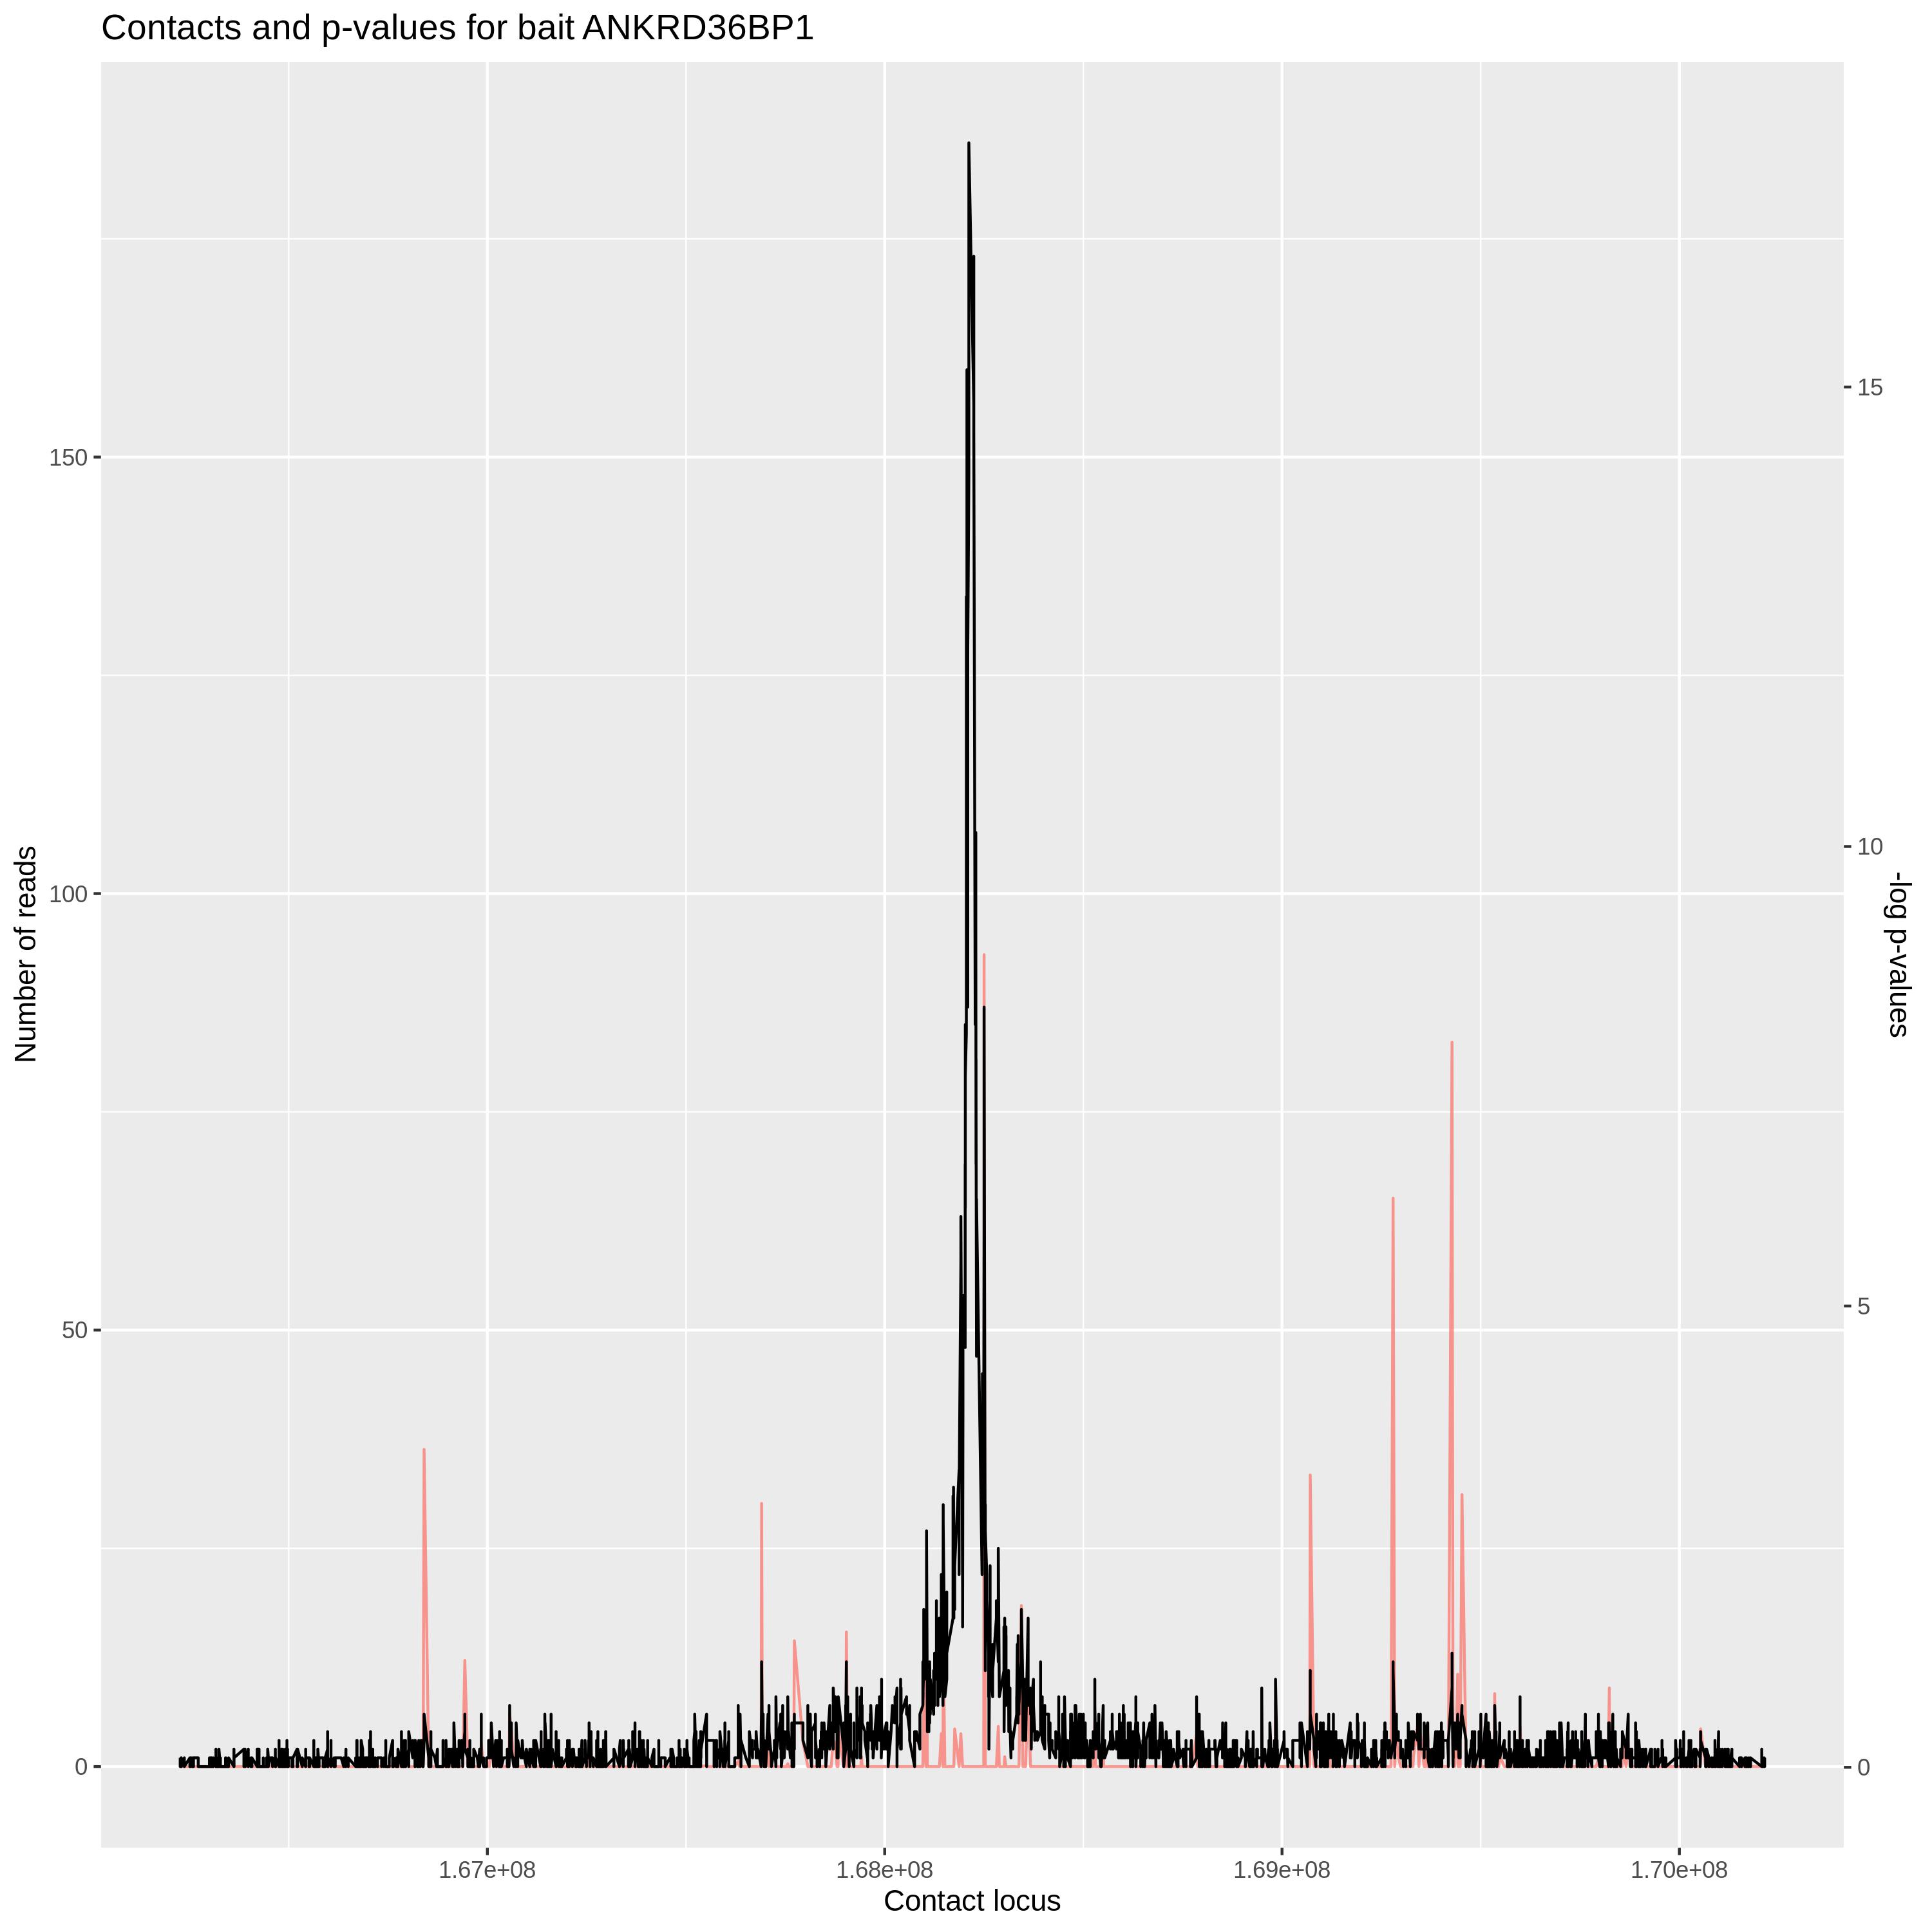 Contacts and p-values for bait ANKRD36BP1
Number of reads
150
100
50
0
15
10
5
0
-log p-values
1.67e+08
1.68e+08
1.69e+08
1.70e+08
Contact locus